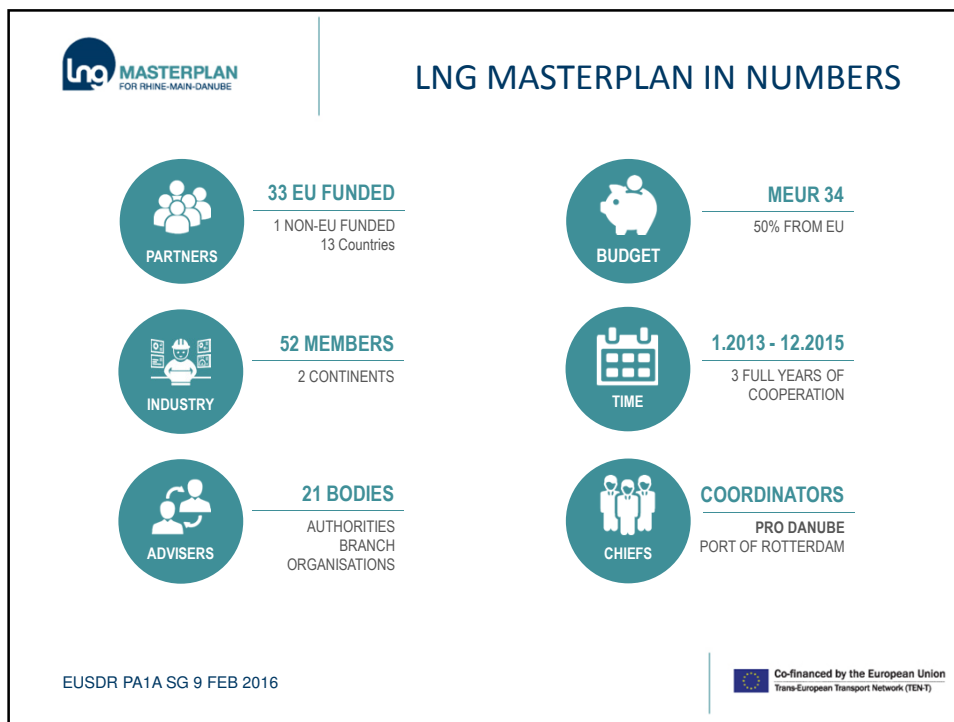 lng MASTERPLAN
FOR RHINE-MAIN-DANUBE
LNG MASTERPLAN IN NUMBERS
PARTNERS
33 EU FUNDED
1 NON-EU FUNDED
13 Countries
BUDGET
MEUR 34
50% FROM EU
INDUSTRY
52 MEMBERS
2 CONTINENTS
TIME
1.2013 - 12.2015
3 FULL YEARS OF
COOPERATION
ADVISERS
21 BODIES
AUTHORITIES
BRANCH
ORGANISATIONS
CHIEFS
COORDINATORS
PRO DANUBE
PORT OF ROTTERDAM
EUSDR PA1A SG 9 FEB 2016
Co-financed by the European Union
Trans-European Transport Network (TEN-T)